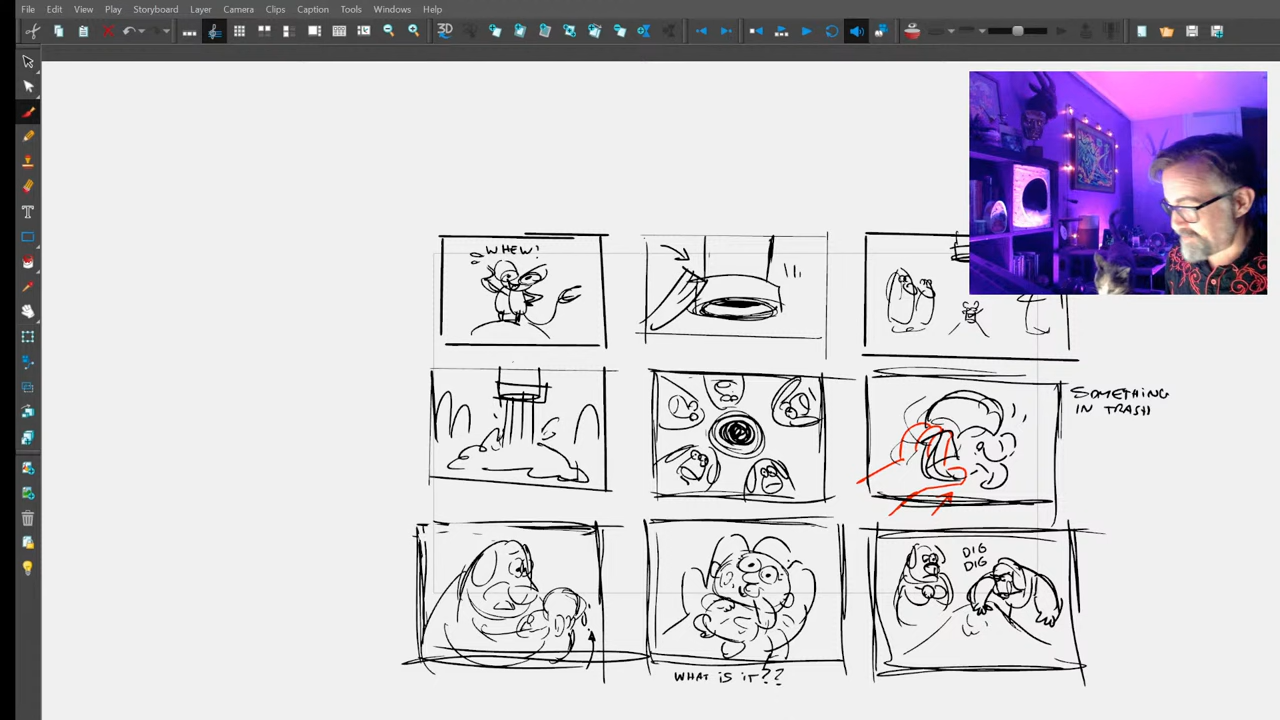 File Edit View Play Storyboard Layer Camera Clips Caption Tools Windows Help
3D
T
WHEW!
SOMETHING
IN TRASH
DIG
DIG
WHAT IS IT??